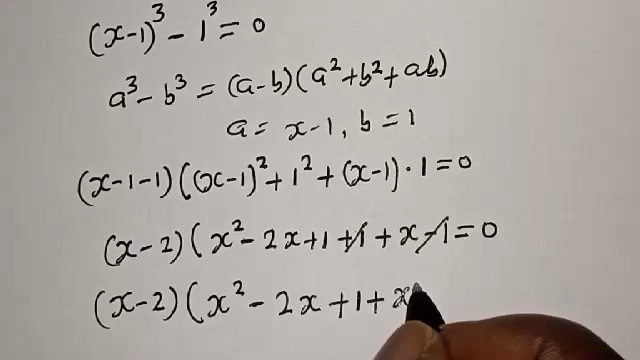 (x-1)³ - 1³ = 0
a³ - b³ = (a-b)(a² + b² + ab)
a = x-1, b = 1
(x-1-1)((x-1)² + 1² + (x-1)·1 = 0
(x-2)(x² - 2x + 1 + 1 + x - 1 = 0
(x-2)(x² - 2x + 1 + x